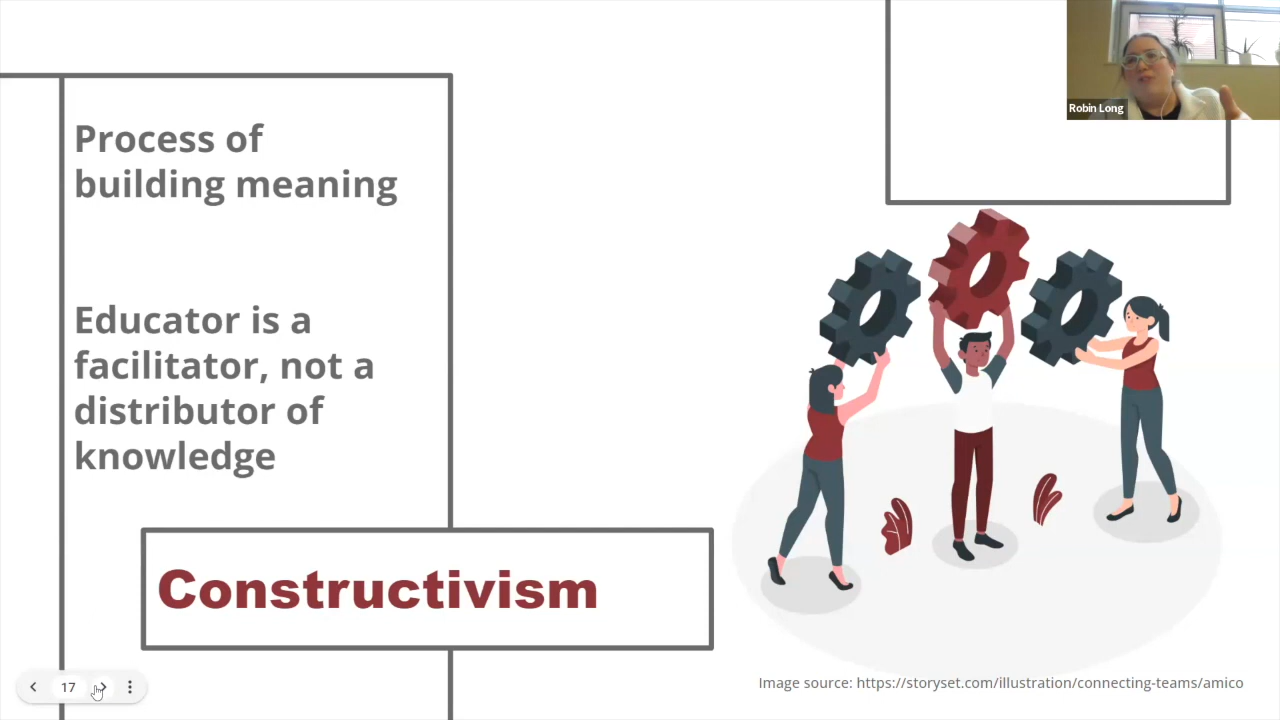 Process of
building meaning
Educator is a
facilitator, not a
distributor of
knowledge
Constructivism
Robin Long
17
Image source: https://storyset.com/illustration/connecting-teams/amico